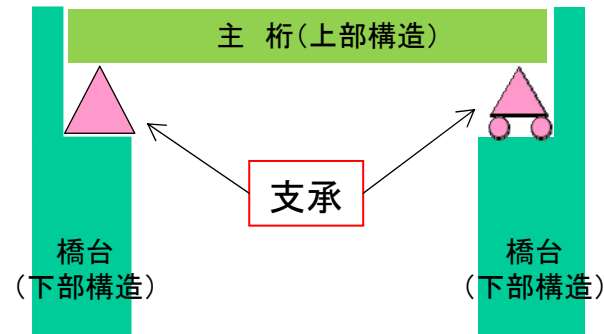 主 桁(上部構造)
支承
橋台
(下部構造)
橋台
(下部構造)